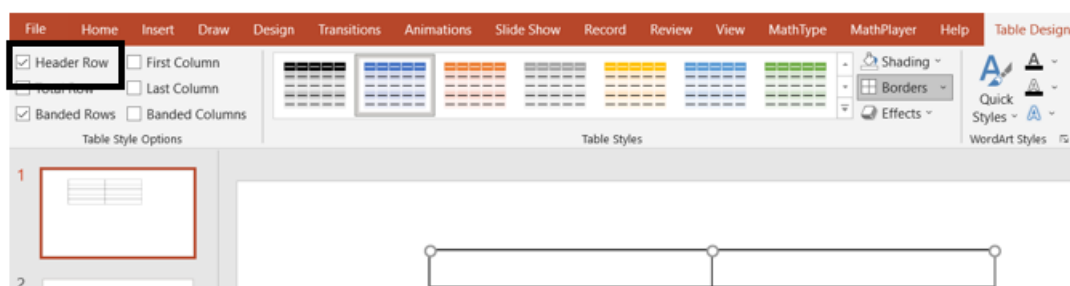 File Home Insert Draw Design Transitions Animations Slide Show Record Review View MathType MathPlayer Help Table Design
Header Row First Column
Total Row Last Column
Banded Rows Banded Columns
Table Style Options
Table Styles
Shading
Borders
Effects
Quick
Styles
WordArt Styles
1
2